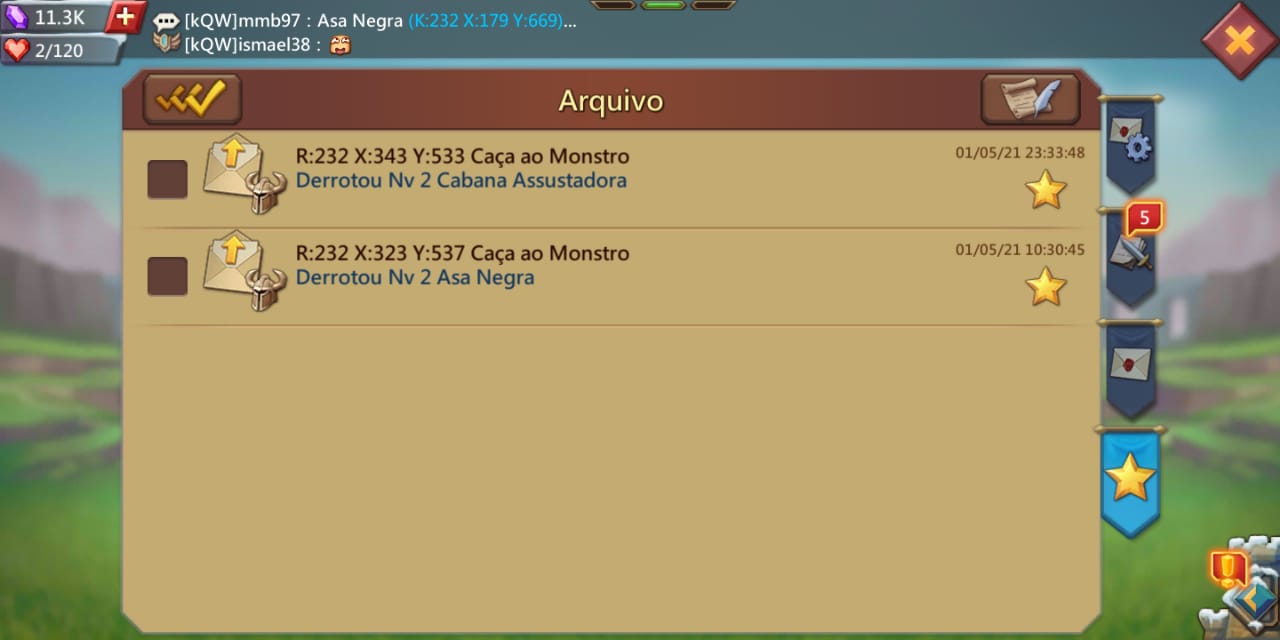 11.3K
2/120
[kQW]mmb97 : Asa Negra (K:232 X:179 Y:669)...
[kQW]ismael38 :
Arquivo
R:232 X:343 Y:533 Caça ao Monstro
01/05/21 23:33:48
Derrotou Nv 2 Cabana Assustadora
R:232 X:323 Y:537 Caça ao Monstro
01/05/21 10:30:45
Derrotou Nv 2 Asa Negra
5